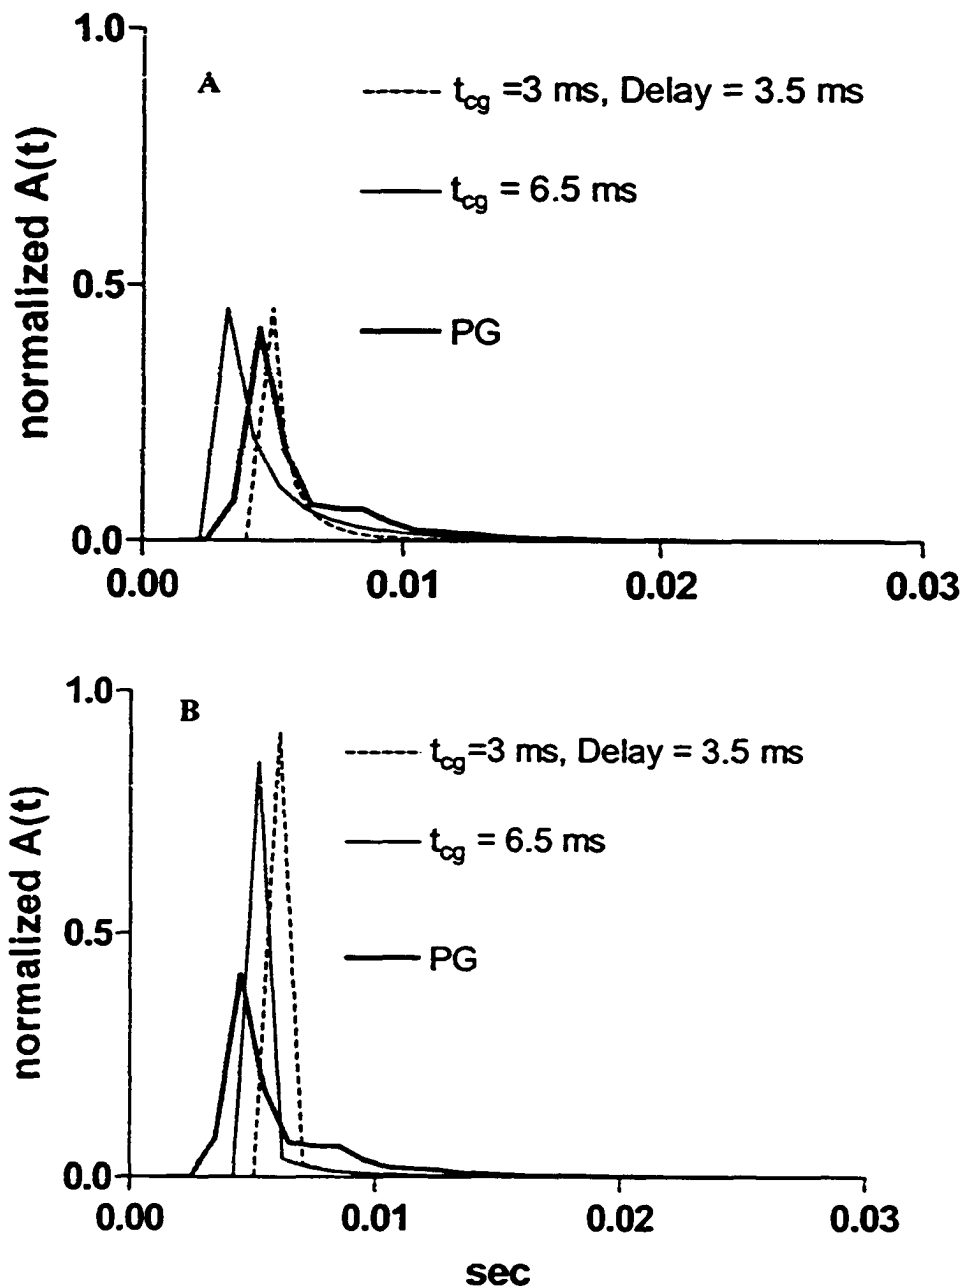 1.0
A
t_cg =3 ms, Delay = 3.5 ms
t_cg = 6.5 ms
PG
0.5
0.0
normalized A(t)
0.00 0.01 0.02 0.03
1.0
B
t_cg=3 ms, Delay = 3.5 ms
t_cg = 6.5 ms
PG
0.5
0.0
normalized A(t)
0.00 0.01 0.02 0.03
sec